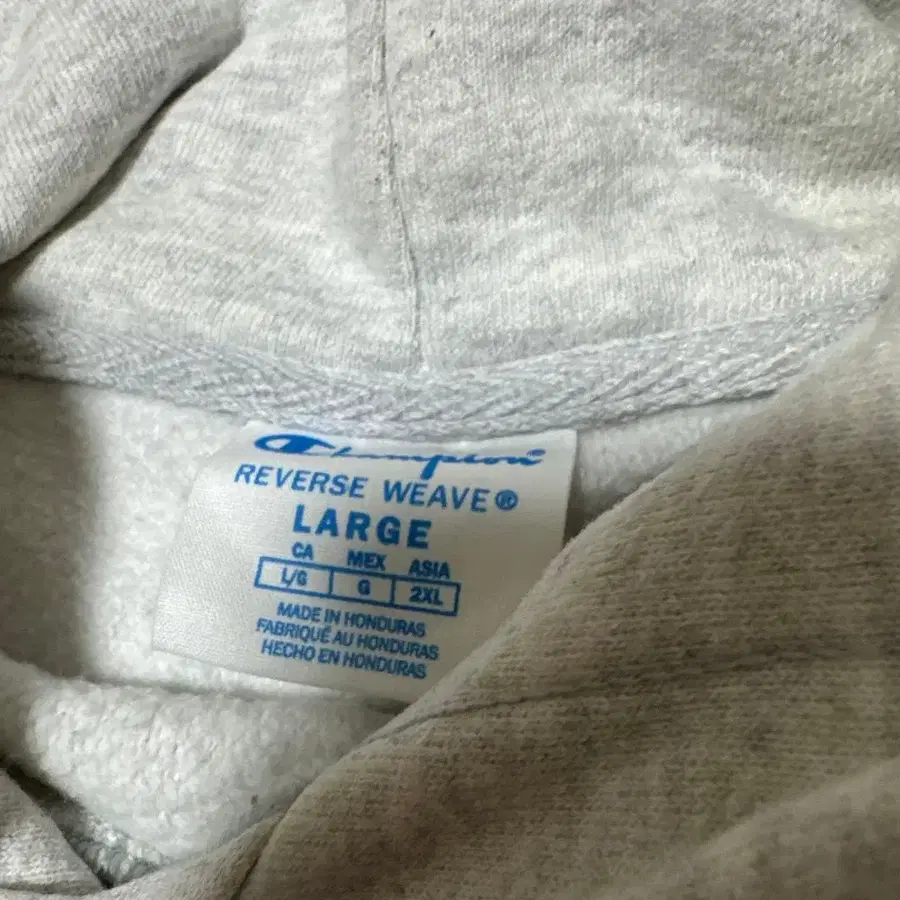 Champion
REVERSE WEAVE®
LARGE
CA MEX ASIA
L/G G 2XL
MADE IN HONDURAS
FABRIQUÉ AU HONDURAS
HECHO EN HONDURAS